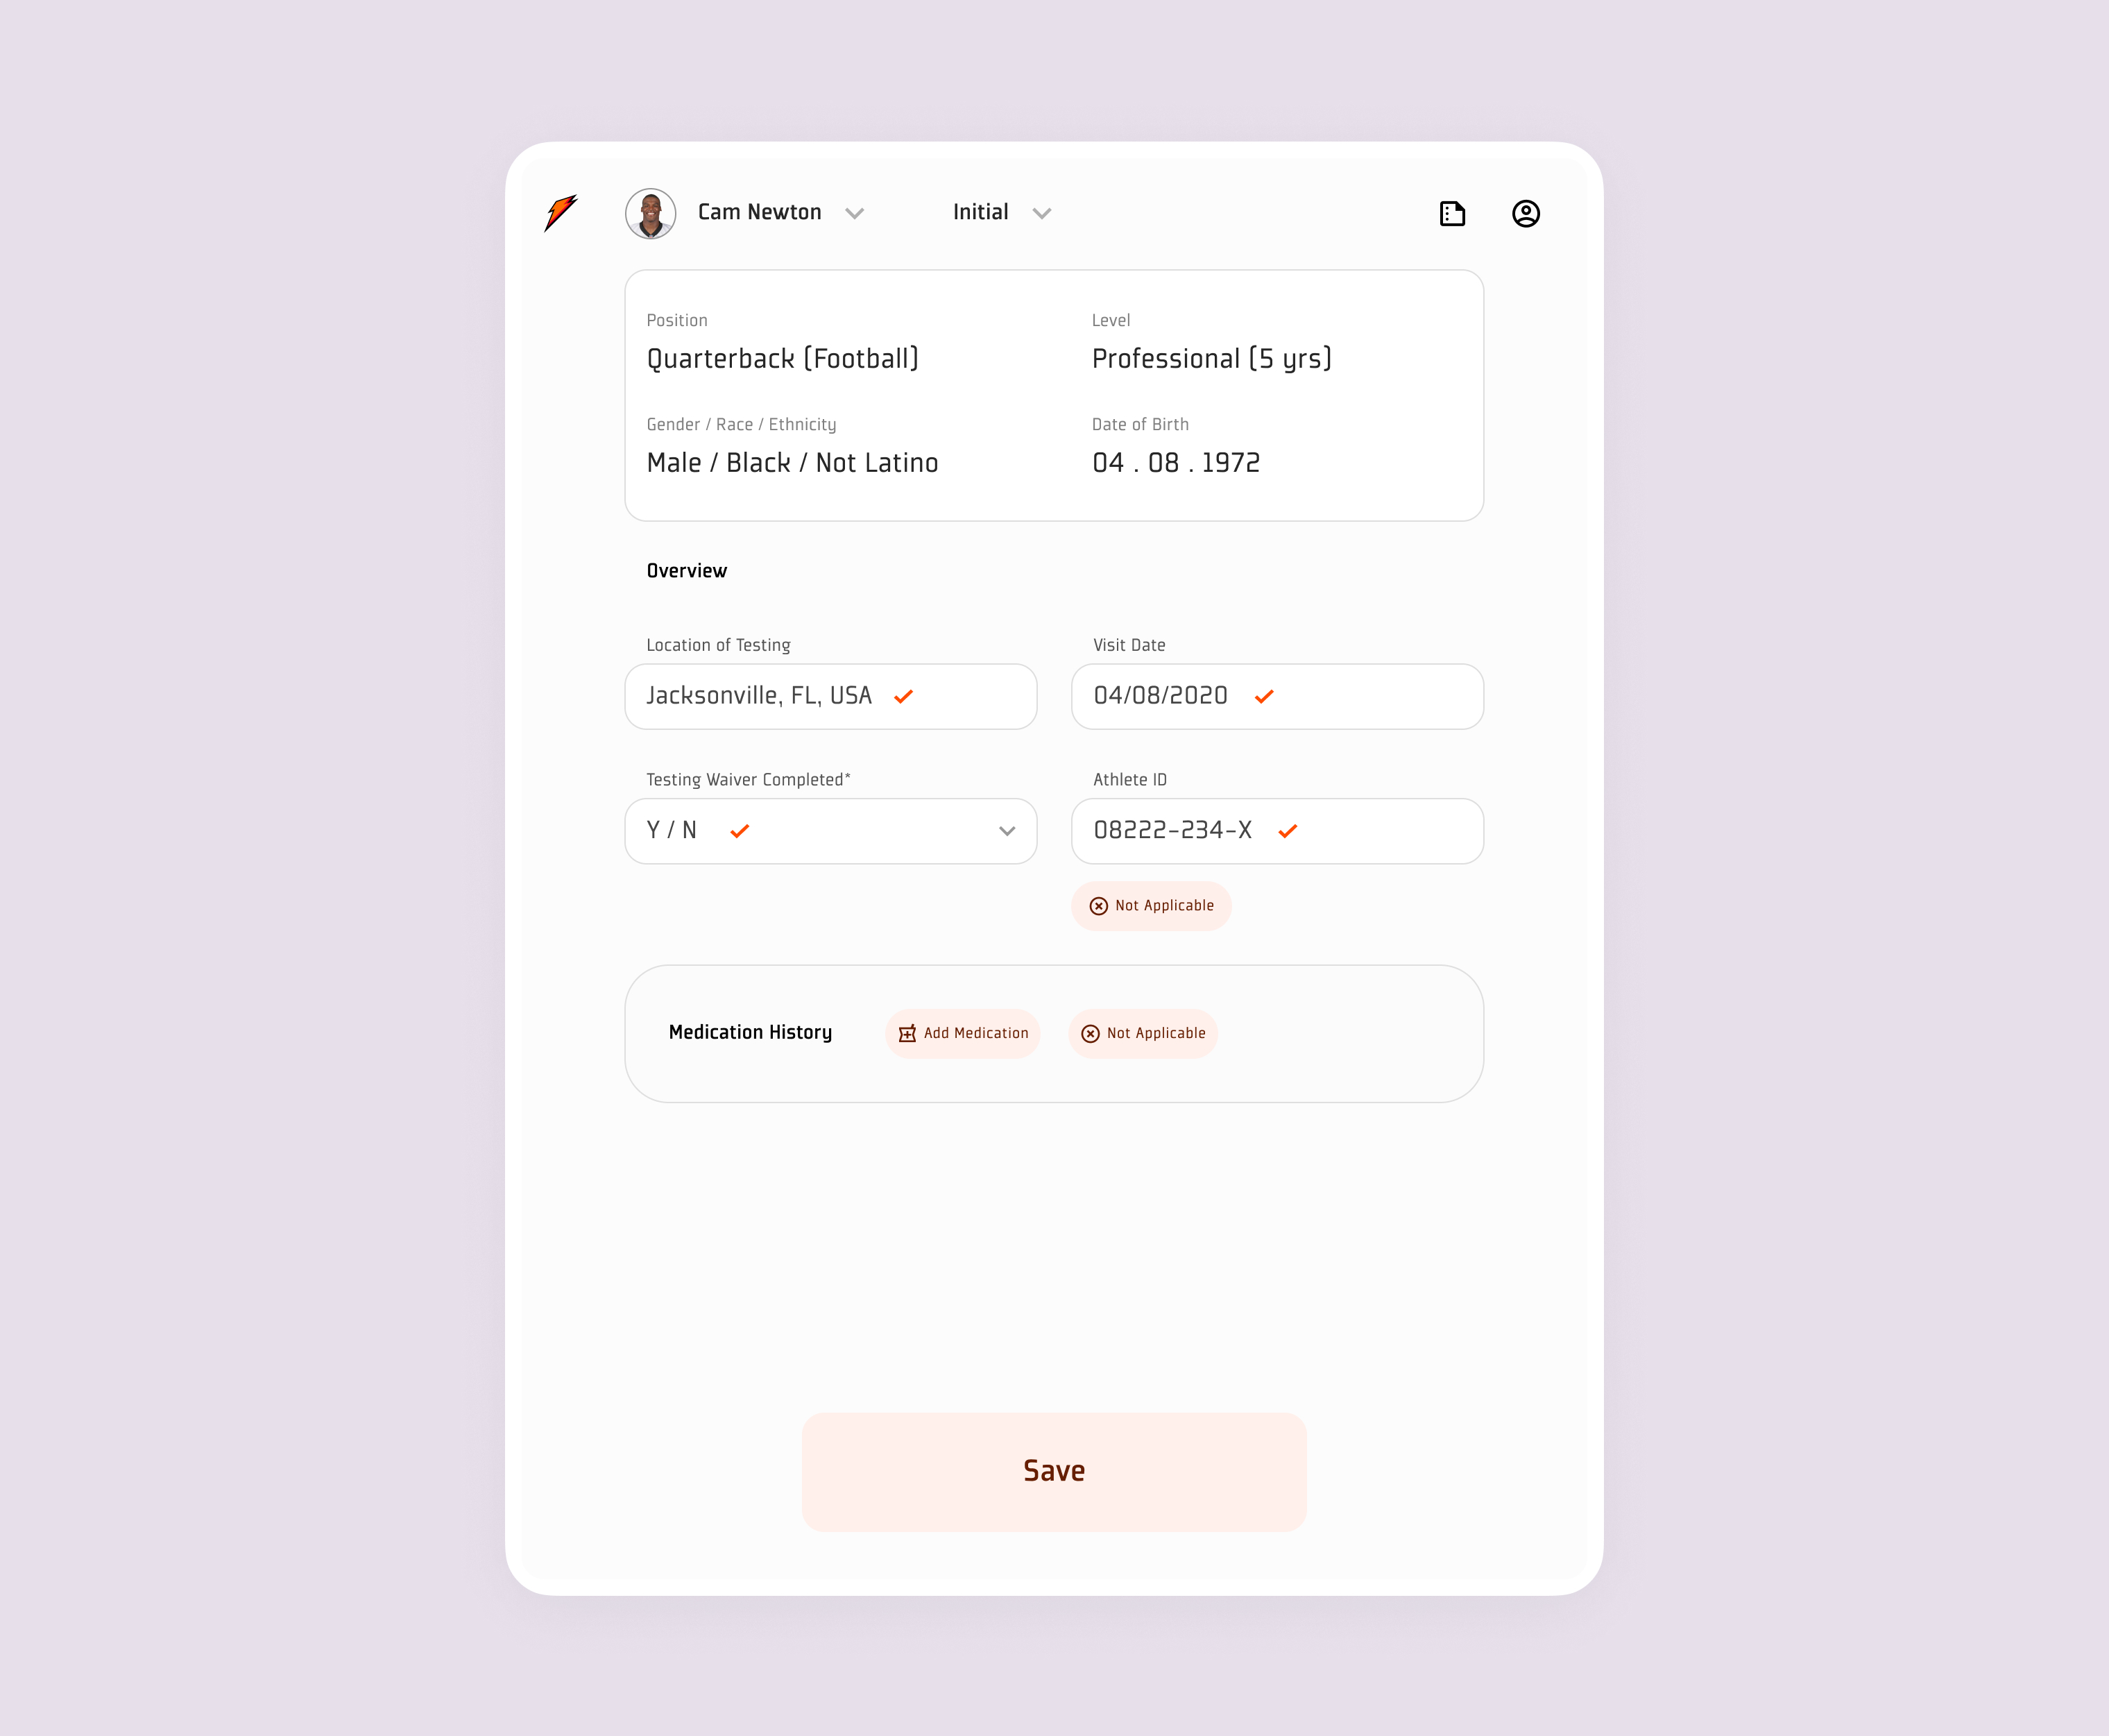 Cam Newton
Initial
Position
Level
Quarterback (Football)
Professional (5 yrs)
Gender / Race / Ethnicity
Date of Birth
Male / Black / Not Latino
04 . 08 . 1972
Overview
Location of Testing
Visit Date
Jacksonville, FL, USA
04/08/2020
Testing Waiver Completed*
Athlete ID
Y / N
08222-234-X
Not Applicable
Medication History
Add Medication
Not Applicable
Save